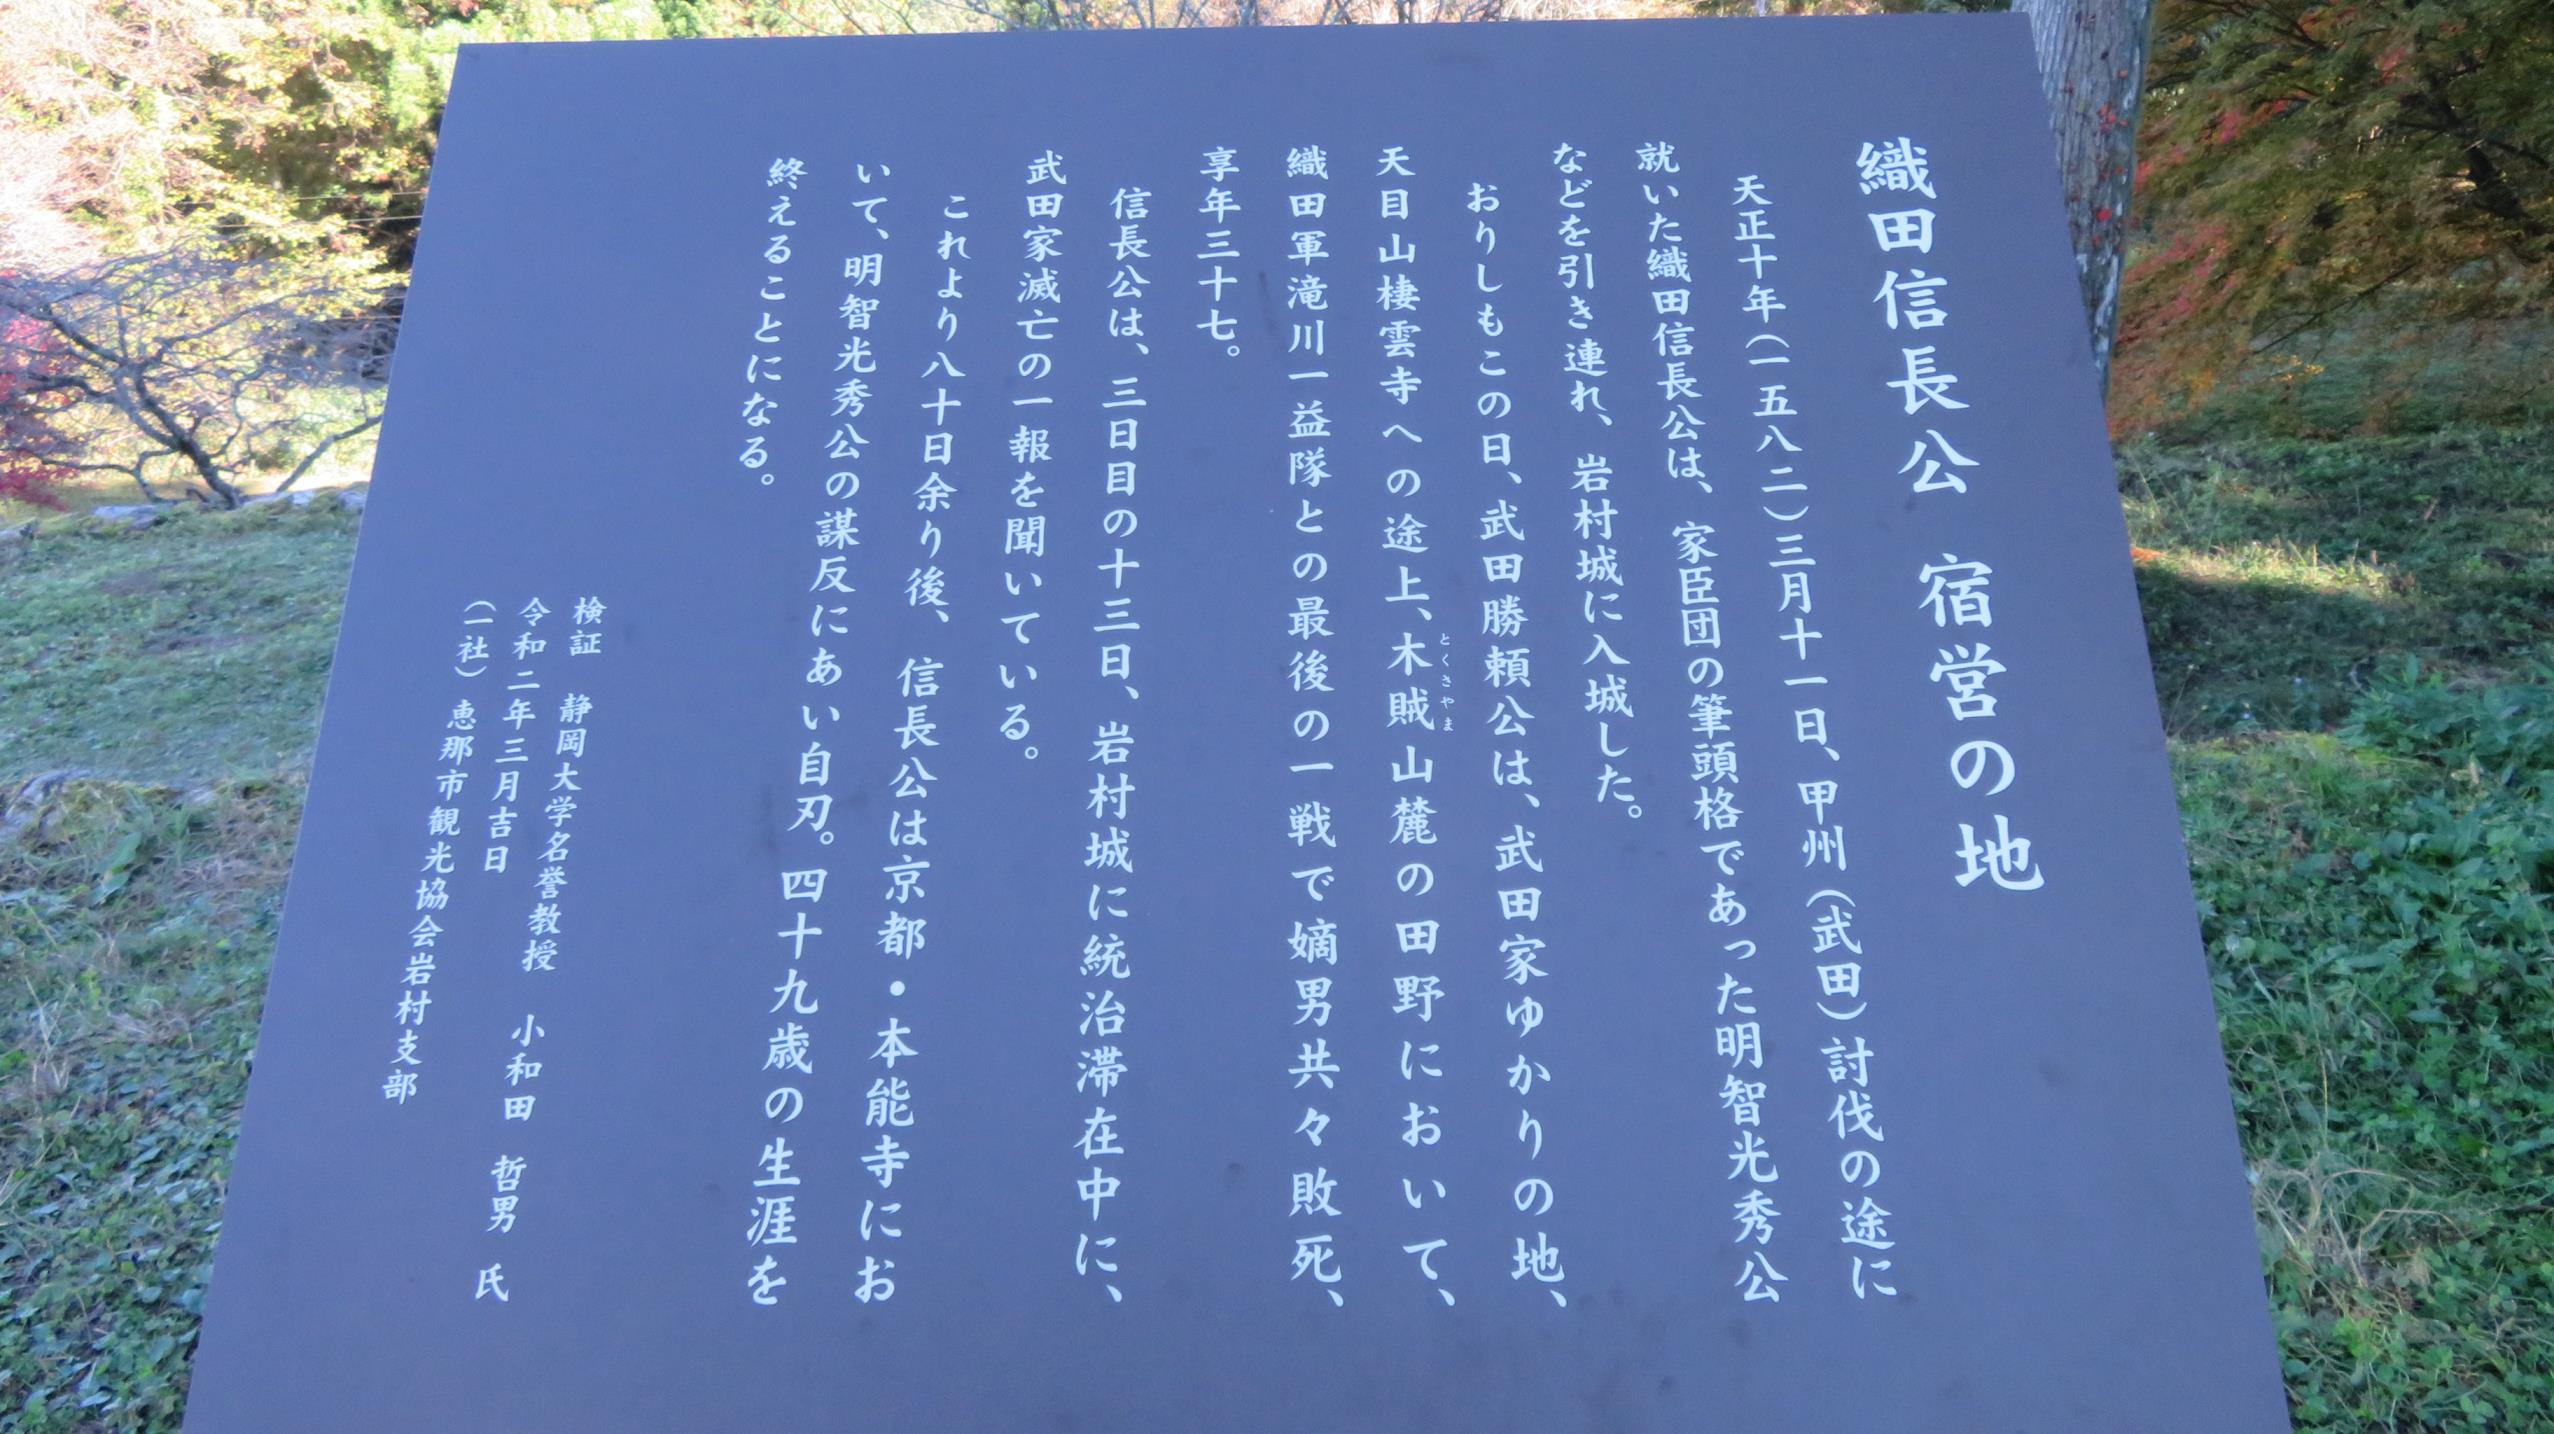 織田信長公 宿営の地
天正十年(一五八二)三月十一日、甲州(武田)討伐の途に
就いた織田信長公は、家臣団の筆頭格であった明智光秀公
などを引き連れ、岩村城に入城した。
おりしもこの日、武田勝頼公は、武田家ゆかりの地、
天目山棲雲寺への途上、木賊山麓の田野において、
とくさやま
織田軍滝川一益隊との最後の一戦で嫡男共々敗死、
享年三十七。
信長公は、三日目の十三日、岩村城に統治滞在中に、
武田家滅亡の一報を聞いている。
これより八十日余り後、信長公は京都・本能寺にお
いて、明智光秀公の謀反にあい自刃。四十九歳の生涯を
終えることになる。
検証 静岡大学名誉教授 小和田 哲男 氏
令和二年三月吉日
(一社)恵那市観光協会岩村支部